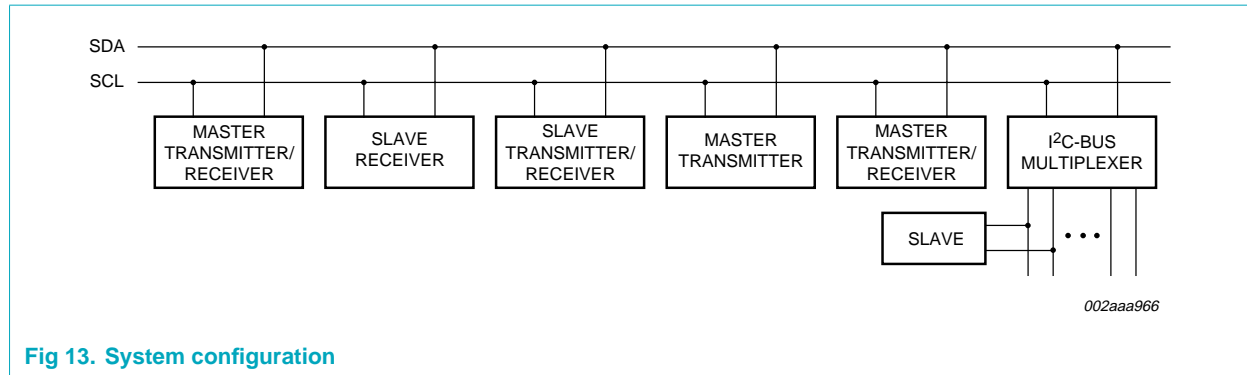 SDA
SCL
MASTER
TRANSMITTER/
RECEIVER
SLAVE
RECEIVER
SLAVE
TRANSMITTER/
RECEIVER
MASTER
TRANSMITTER
MASTER
TRANSMITTER/
RECEIVER
I²C-BUS
MULTIPLEXER
SLAVE
002aaa966
Fig 13. System configuration